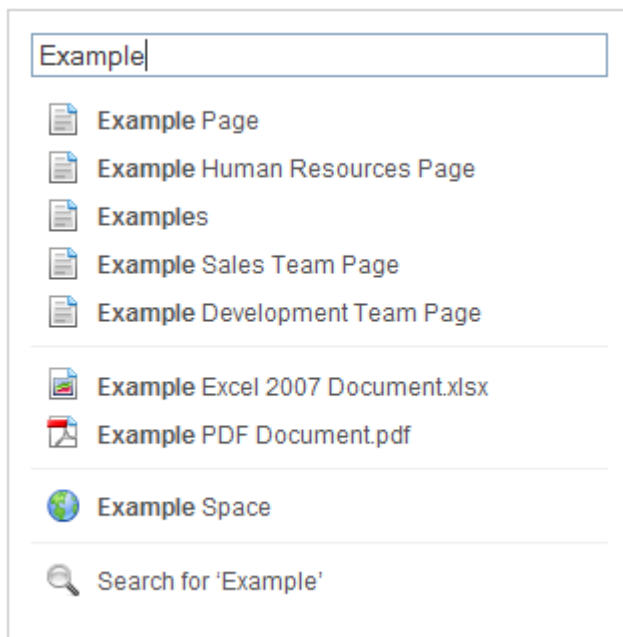 Example
Example Page
Example Human Resources Page
Examples
Example Sales Team Page
Example Development Team Page
Example Excel 2007 Document.xlsx
Example PDF Document.pdf
Example Space
Search for ‘Example’